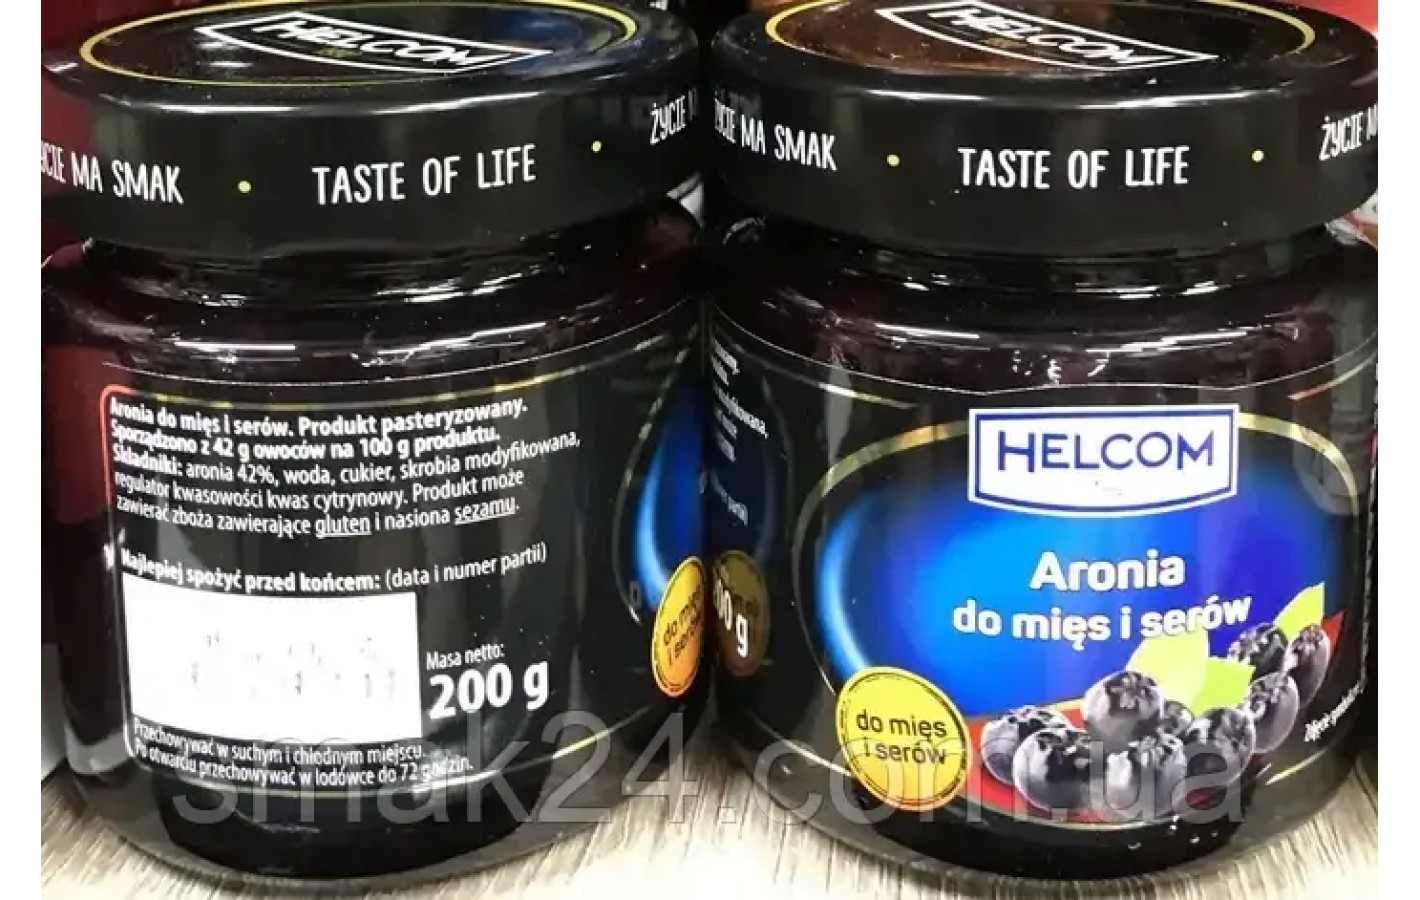 HELCOM
ŻYCIE MA SMAK • TASTE OF LIFE • ŻYCIE
Aronia do mięs i serów. Produkt pasteryzowany.
Sporządzono z 42 g owoców na 100 g produktu.
Składniki: aronia 42%, woda, cukier, skrobia modyfikowana,
regulator kwasowości kwas cytrynowy. Produkt może
zawierać zboża zawierające gluten i nasiona sezamu.
Najlepiej spożyć przed końcem: (data i numer partii)
Masa netto:
200 g
Przechowywać w suchym i chłodnym miejscu.
Po otwarciu przechowywać w lodówce do 72 godzin.
do mięs
i serów
HELCOM
ŻYCIE MA SMAK • TASTE OF LIFE • ŻYCIE
HELCOM
Aronia
do mięs i serów
do mięs
i serów
smak24.com.ua